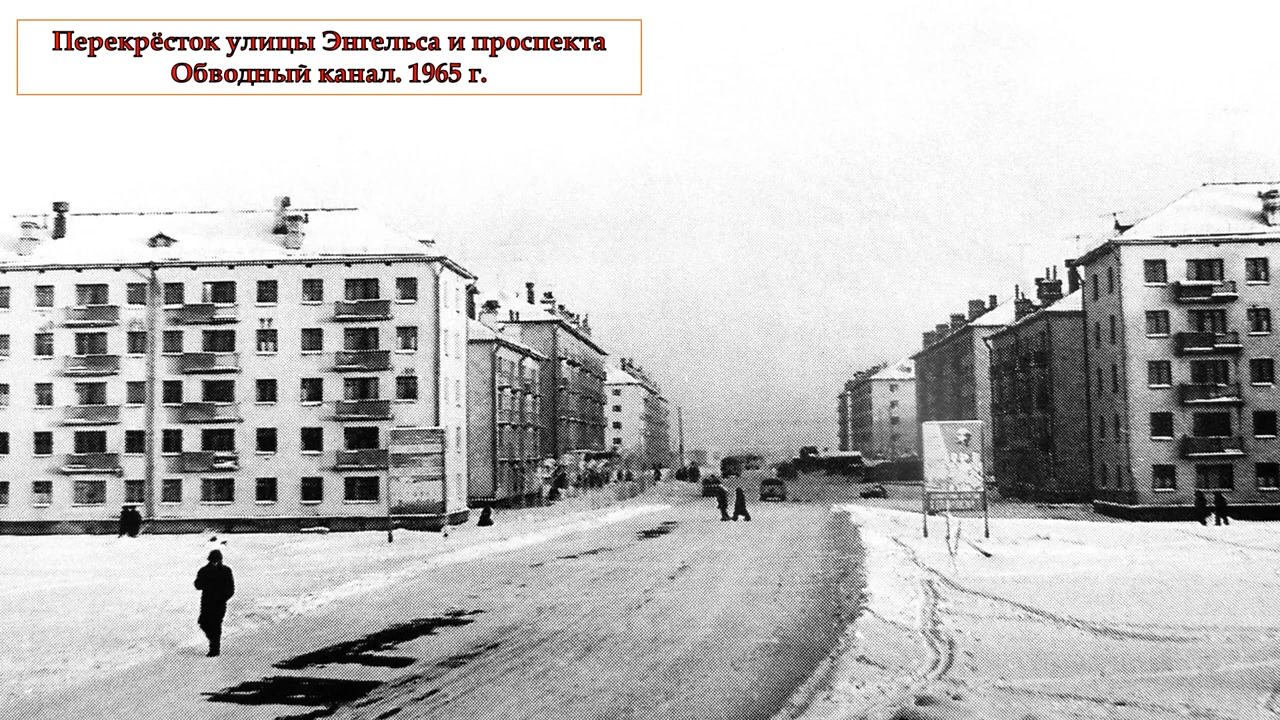 Перекрёсток улицы Энгельса и проспекта
Обводный канал. 1965 г.